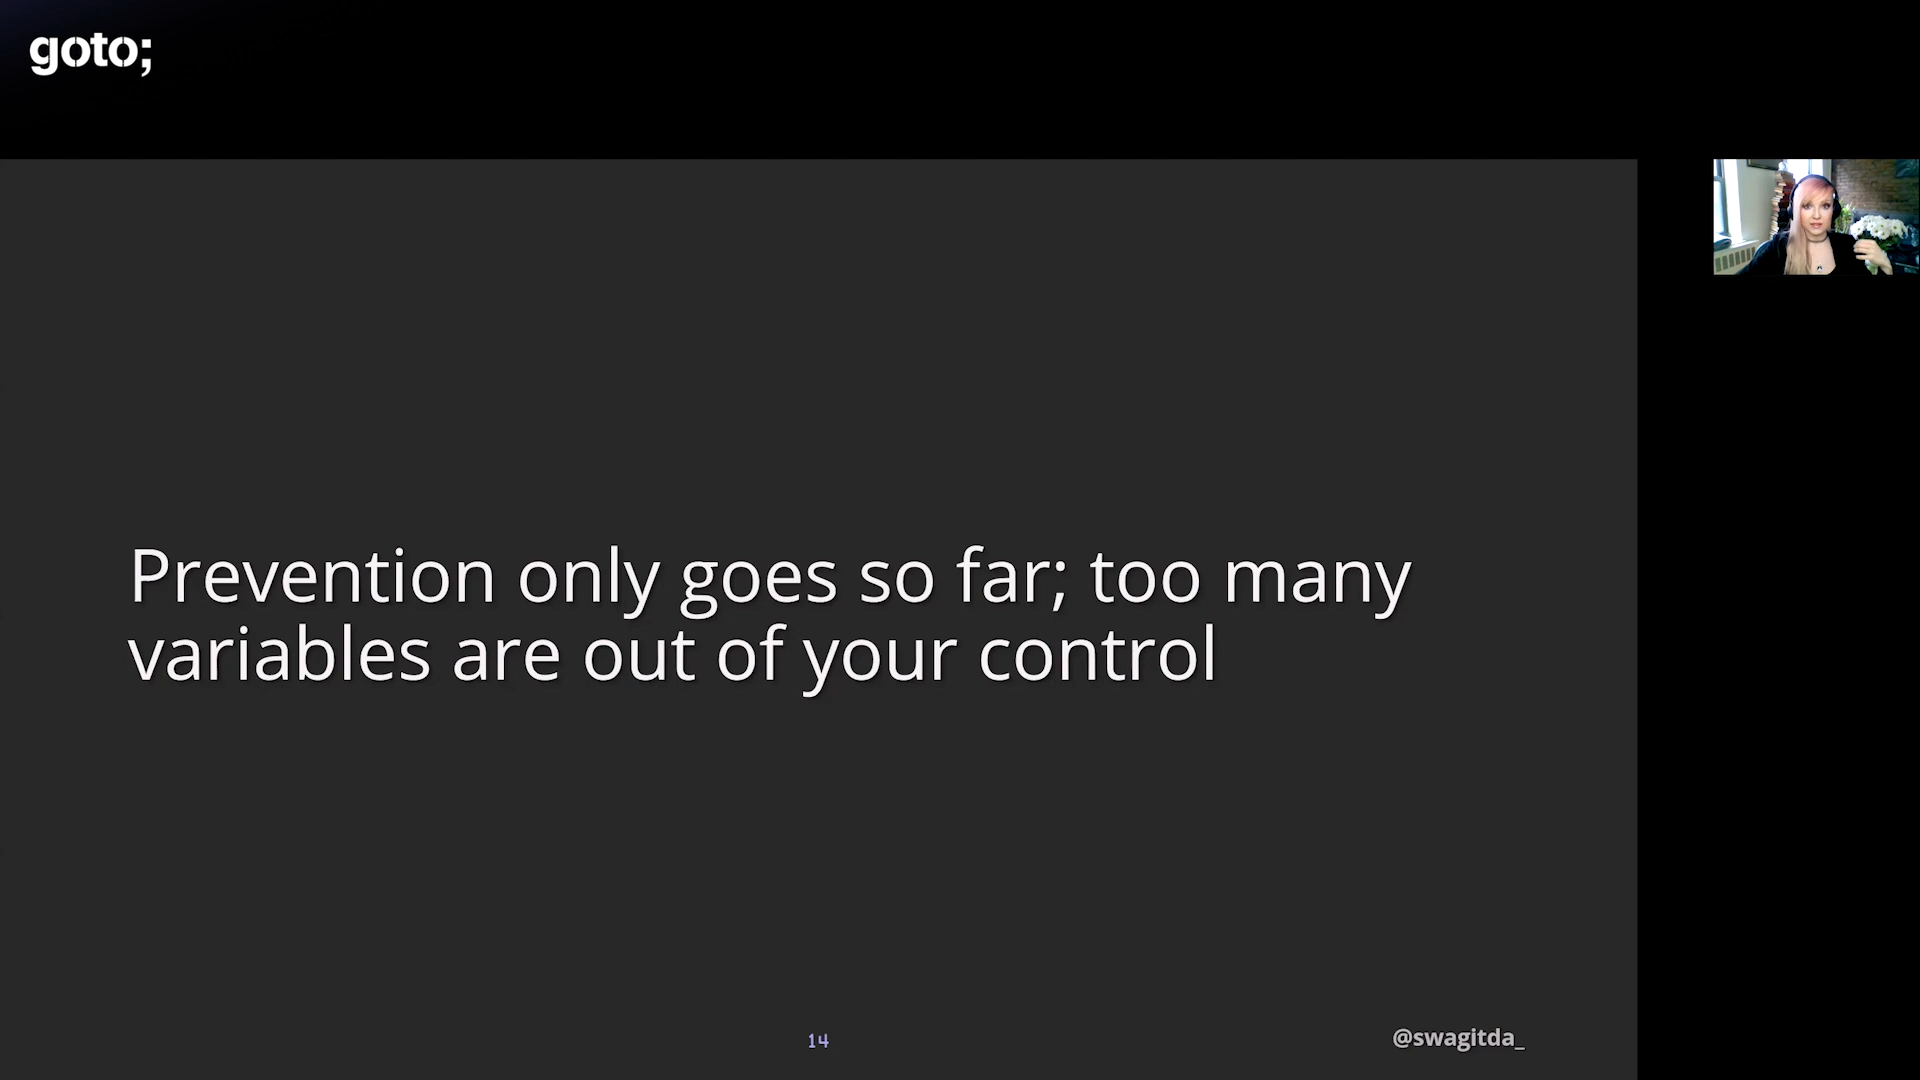 goto;
Prevention only goes so far; too many
variables are out of your control
14
@swagitda_